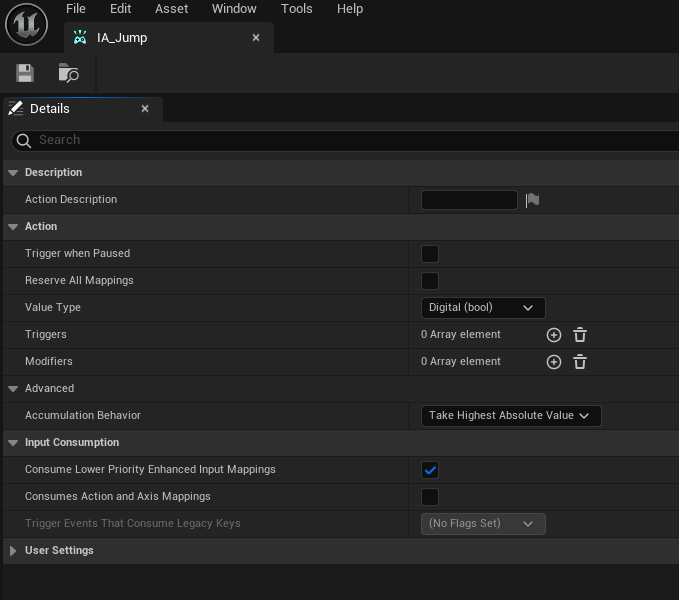 File Edit Asset Window Tools Help
IA_Jump
Details
Search
Description
Action Description
Action
Trigger when Paused
Reserve All Mappings
Value Type Digital (bool)
Triggers 0 Array element
Modifiers 0 Array element
Advanced
Accumulation Behavior Take Highest Absolute Value
Input Consumption
Consume Lower Priority Enhanced Input Mappings
Consumes Action and Axis Mappings
Trigger Events That Consume Legacy Keys (No Flags Set)
User Settings